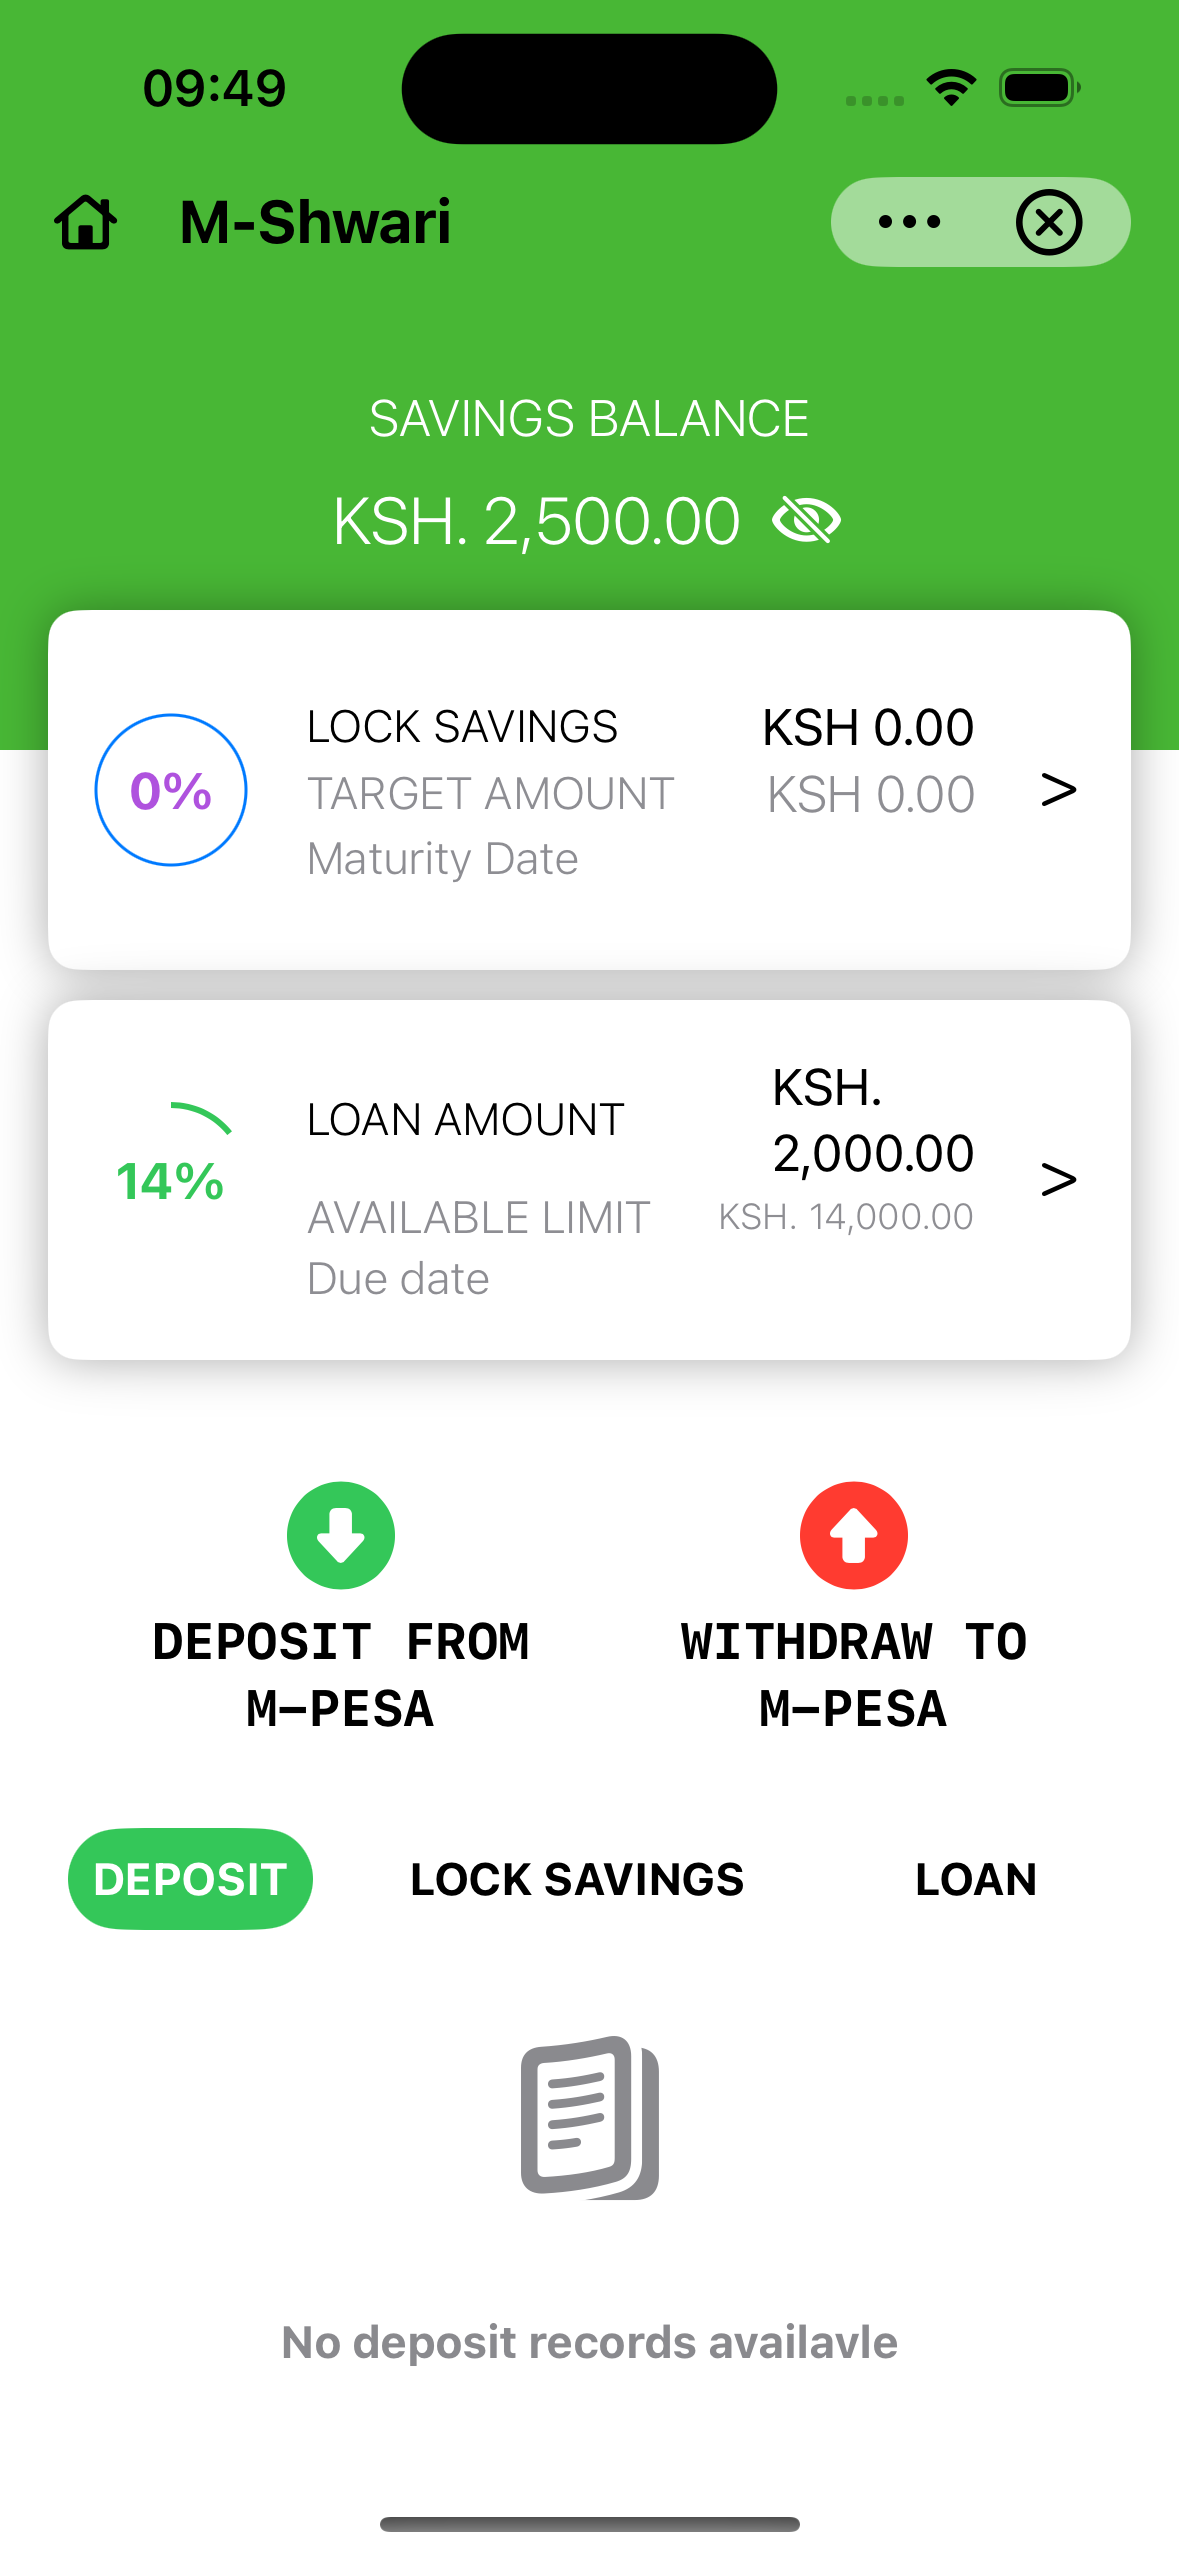 09:49
M-Shwari
SAVINGS BALANCE
KSH. 2,500.00
0%
LOCK SAVINGS
KSH 0.00
TARGET AMOUNT
KSH 0.00
Maturity Date
>
14%
LOAN AMOUNT
KSH.
2,000.00
AVAILABLE LIMIT
KSH. 14,000.00
Due date
>
DEPOSIT FROM
M-PESA
WITHDRAW TO
M-PESA
DEPOSIT
LOCK SAVINGS
LOAN
No deposit records availavle